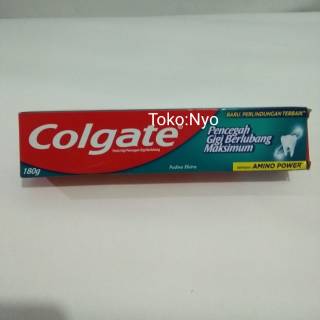 Toko:Nyo
BARU, PERLINDUNGAN TERBAIK*
Colgate®
Pencegah
Gigi Berlubang
Maksimum
180g
AMINO POWER